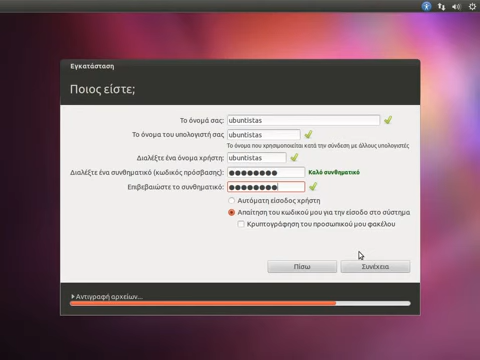 Εγκατάσταση
Ποιος είστε;
Το όνομά σας: ubuntistas
Το όνομα του υπολογιστή σας ubuntistas
Το όνομα που χρησιμοποιείται κατά την σύνδεση με άλλους υπολογιστές
Διαλέξτε ένα όνομα χρήστη: ubuntistas
Διαλέξτε ένα συνθηματικό (κωδικός πρόσβασης): ●●●●●●●● Καλό συνθηματικό
Επιβεβαιώστε το συνθηματικό: ●●●●●●●●
Αυτόματη είσοδος χρήστη
Απαίτηση του κωδικού μου για την είσοδο στο σύστημα
Κρυπτογράφηση του προσωπικού μου φακέλου
Πίσω Συνέχεια
Αντιγραφή αρχείων...